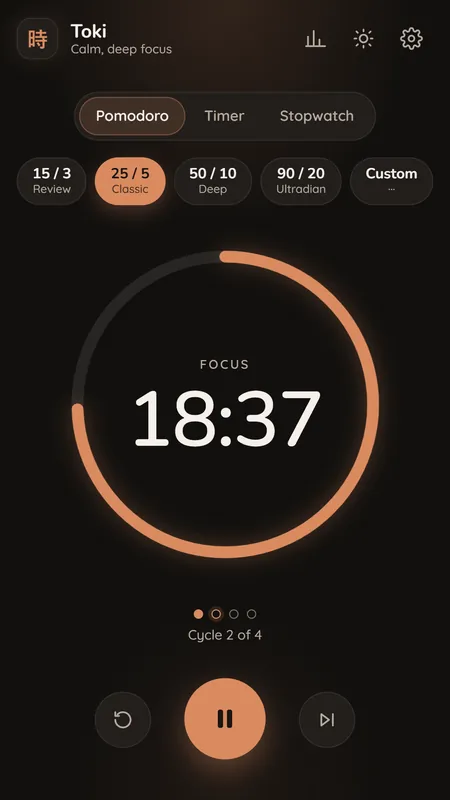 時
Toki
Calm, deep focus
Pomodoro
Timer
Stopwatch
15 / 3
Review
25 / 5
Classic
50 / 10
Deep
90 / 20
Ultradian
Custom
...
FOCUS
18:37
Cycle 2 of 4